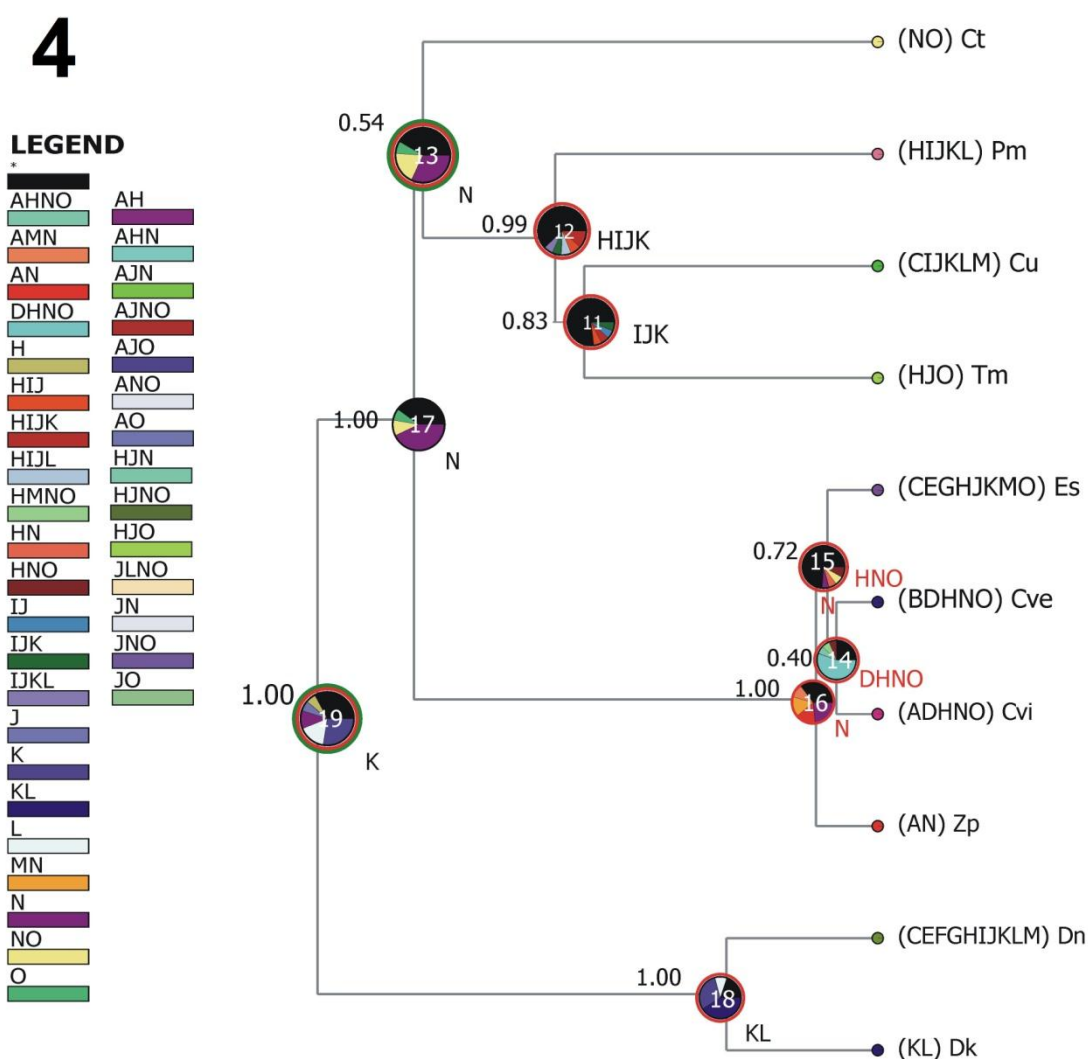 4
LEGEND
*
AHNO
AMN
AN
DHNO
H
HIJ
HIJK
HIJL
HMNO
HN
HNO
IJ
IJK
IJKL
J
K
KL
L
MN
N
NO
O
AH
AHN
AJN
AJNO
AJO
ANO
AO
HJN
HJNO
HJO
JLNO
JN
JNO
JO
(NO) Ct
0.54
13
N
(HIJKL) Pm
0.99
12
HIJK
(CIJKLM) Cu
0.83
11
IJK
(HJO) Tm
1.00
17
N
(CEGHJKMO) Es
0.72
15
HNO
N
(BDHNO) Cve
0.40
14
DHNO
1.00
16
N
(ADHNO) Cvi
1.00
19
K
(AN) Zp
(CEFGHIJKLM) Dn
1.00
18
KL
(KL) Dk